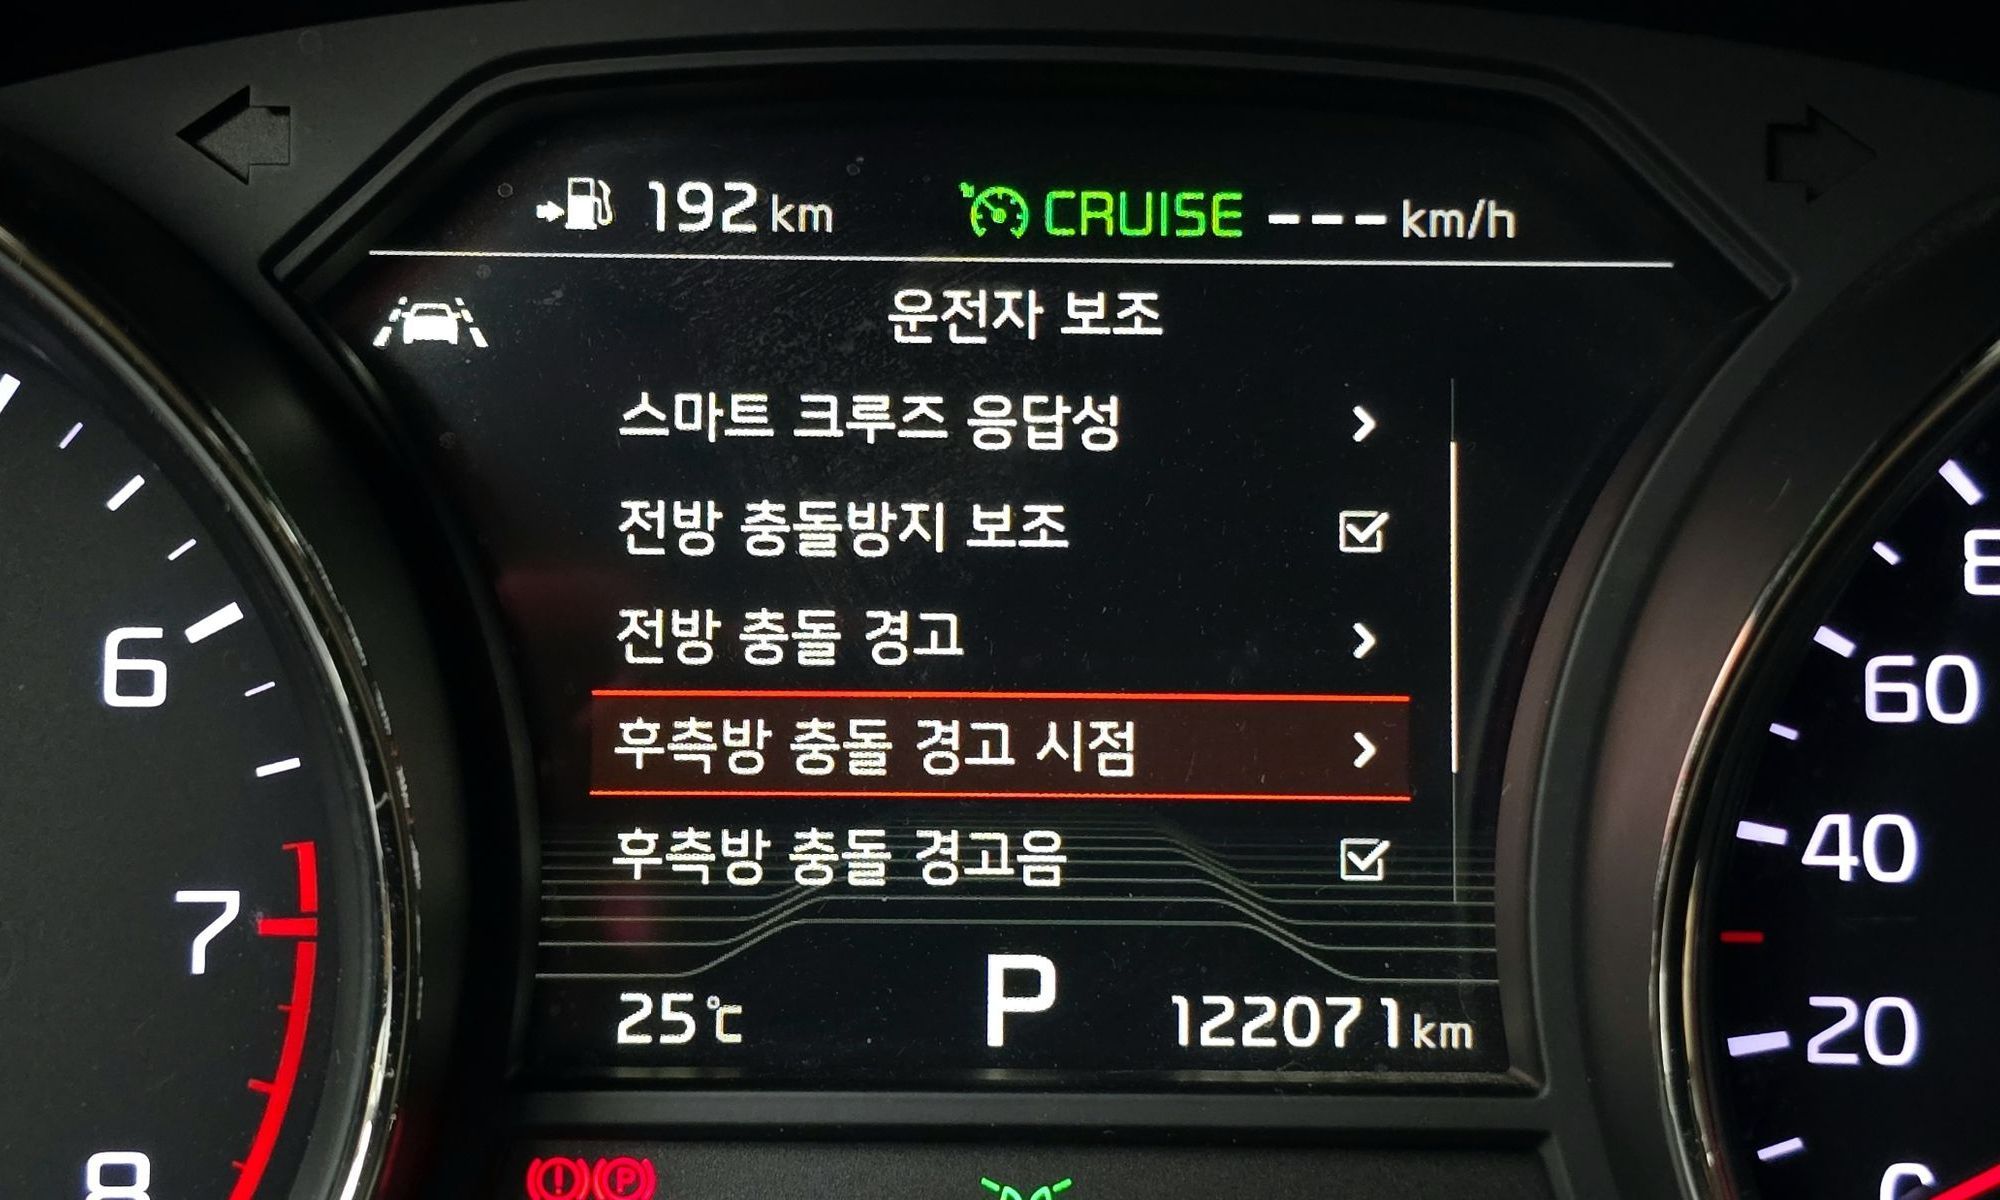 192 km CRUISE --- km/h
운전자 보조
스마트 크루즈 응답성
전방 충돌방지 보조
전방 충돌 경고
후측방 충돌 경고 시점
후측방 충돌 경고음
25℃ P 122071 km
6
7
8
60
40
20
P